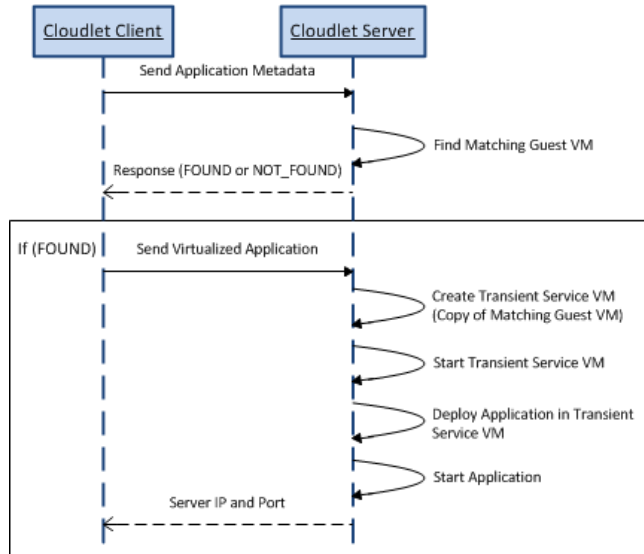 Cloudlet Client
Cloudlet Server
Send Application Metadata
Find Matching Guest VM
Response (FOUND or NOT_FOUND)
If (FOUND)
Send Virtualized Application
Create Transient Service VM
(Copy of Matching Guest VM)
Start Transient Service VM
Deploy Application in Transient
Service VM
Start Application
Server IP and Port